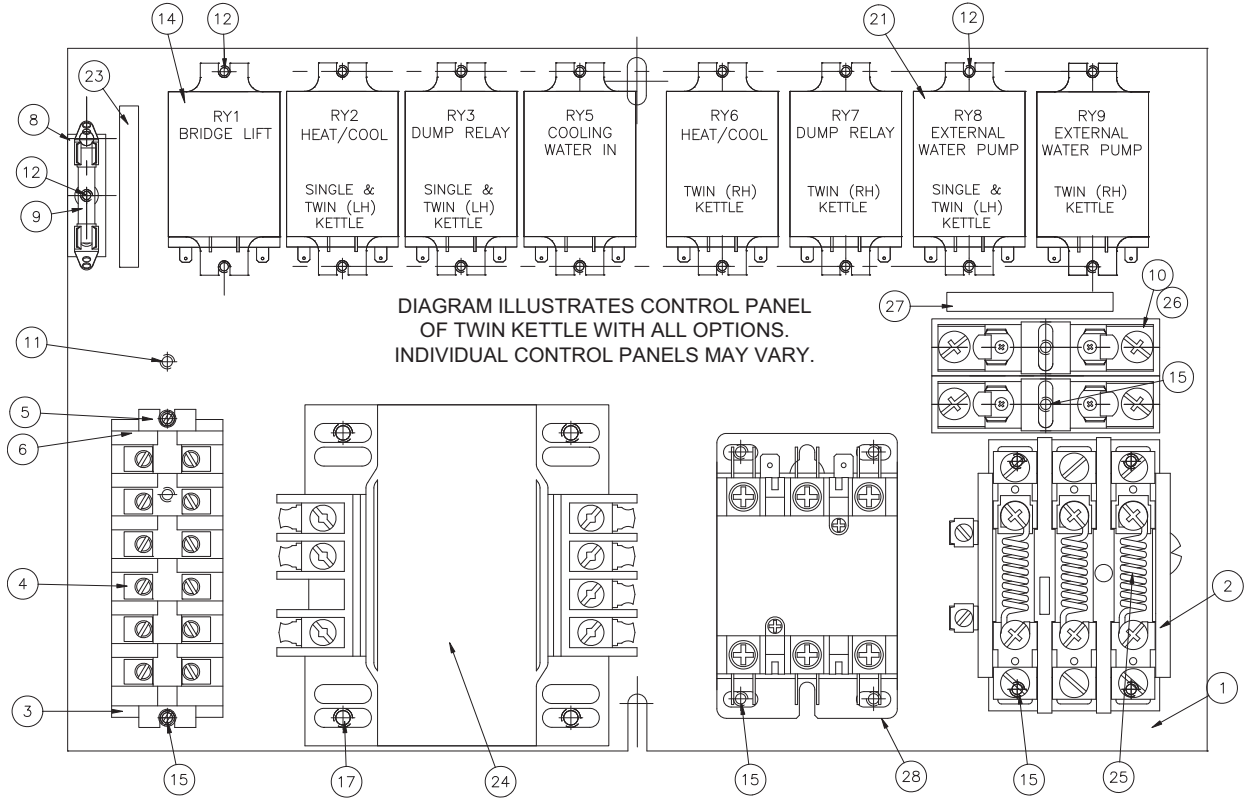 14
12
21
12
23
8
12
9
RY1
BRIDGE LIFT
RY2
HEAT/COOL
SINGLE &
TWIN (LH)
KETTLE
RY3
DUMP RELAY
SINGLE &
TWIN (LH)
KETTLE
RY5
COOLING
WATER IN
RY6
HEAT/COOL
TWIN (RH)
KETTLE
RY7
DUMP RELAY
TWIN (RH)
KETTLE
RY8
EXTERNAL
WATER PUMP
SINGLE &
TWIN (LH)
KETTLE
RY9
EXTERNAL
WATER PUMP
TWIN (RH)
KETTLE
DIAGRAM ILLUSTRATES CONTROL PANEL
OF TWIN KETTLE WITH ALL OPTIONS.
INDIVIDUAL CONTROL PANELS MAY VARY.
27
10
26
11
15
5
6
4
2
3
1
15
17
24
15
28
15
25